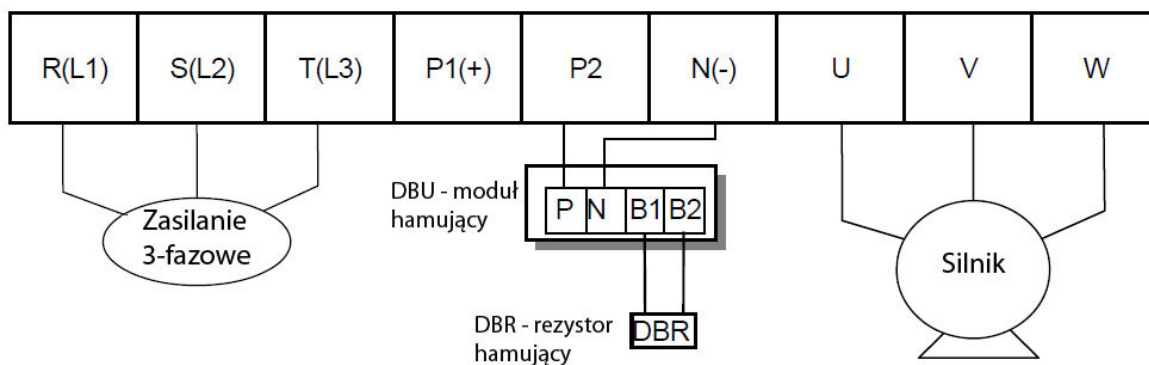 R(L1) S(L2) T(L3) P1(+) P2 N(-) U V W
DBU - moduł
hamujący
P N B1 B2
Zasilanie
3-fazowe
Silnik
DBR - rezystor
hamujący
DBR